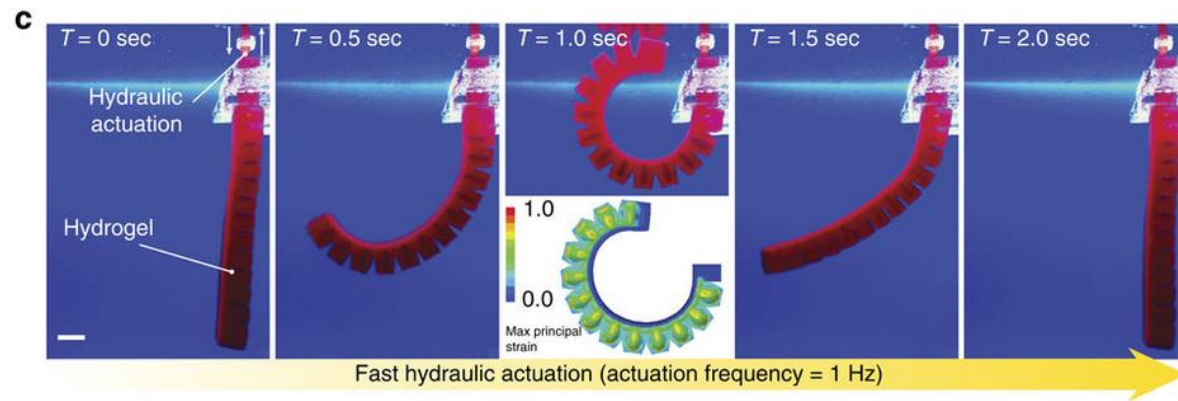 c
T = 0 sec
T = 0.5 sec
T = 1.0 sec
T = 1.5 sec
T = 2.0 sec
Hydraulic
actuation
Hydrogel
1.0
0.0
Max principal
strain
Fast hydraulic actuation (actuation frequency = 1 Hz)